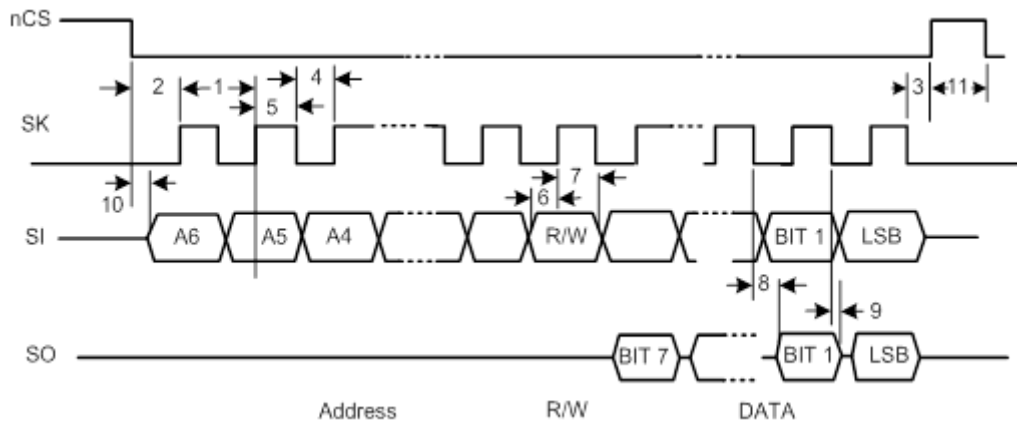 nCS
2 1 5 4 3 11
SK
10 6 7
SI A6 A5 A4 R/W BIT 1 LSB
8 9
SO BIT 7 BIT 1 LSB
Address R/W DATA